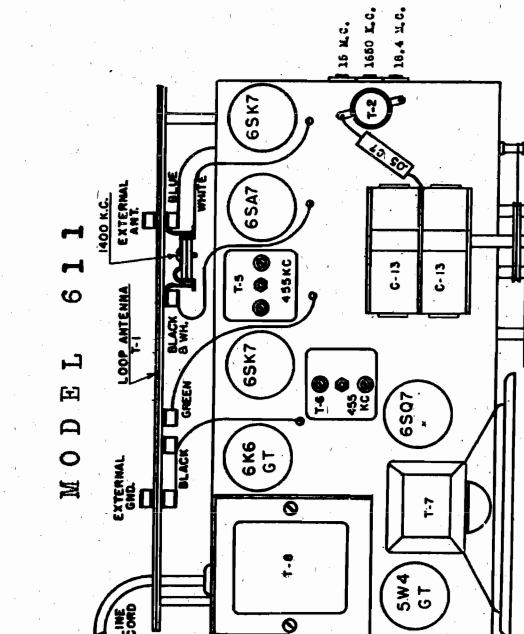 MODEL 611
15 M.C.
1650 K.C.
18.4 M.C.
1400 K.C.
EXTERNAL
ANT.
BLUE
WHITE
LOOP ANTENNA
T-1
BLACK
& WH.
GREEN
BLACK
EXTERNAL
GND.
LINE
CORD
6SK7
T-2
.05 C7
6SA7
T-5
455KC
C-13
C-13
6SK7
T-6
455
KC
6SQ7
6K6
GT
T-8
T-7
5W4
GT